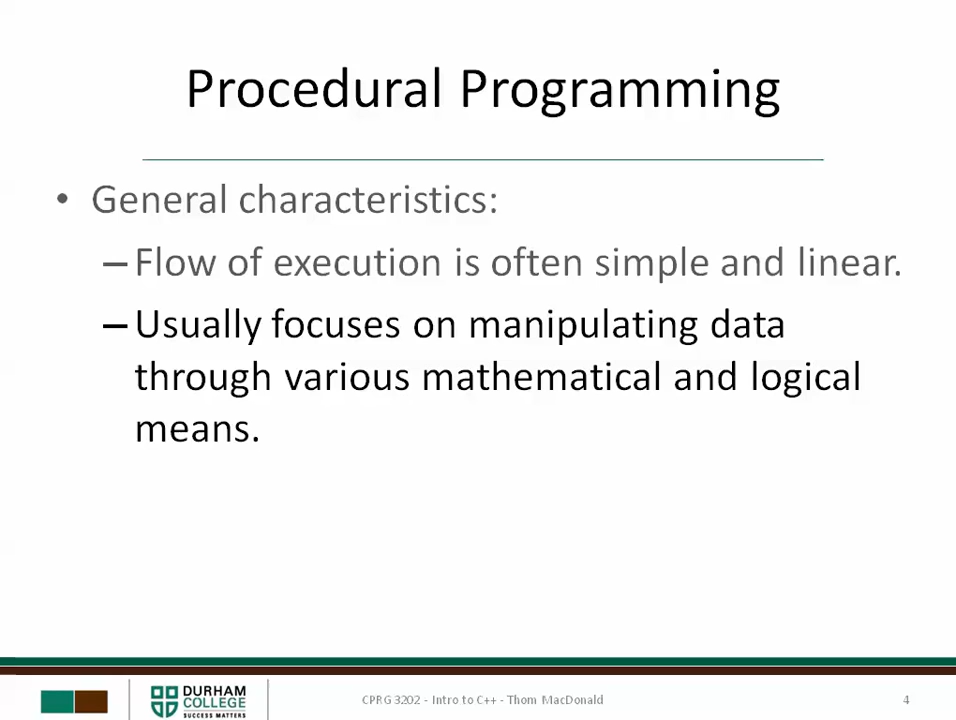 Procedural Programming
• General characteristics:
– Flow of execution is often simple and linear.
– Usually focuses on manipulating data
through various mathematical and logical
means.
DURHAM
COLLEGE
SUCCESS MATTERS
CPRG 3202 - Intro to C++ - Thom MacDonald
4